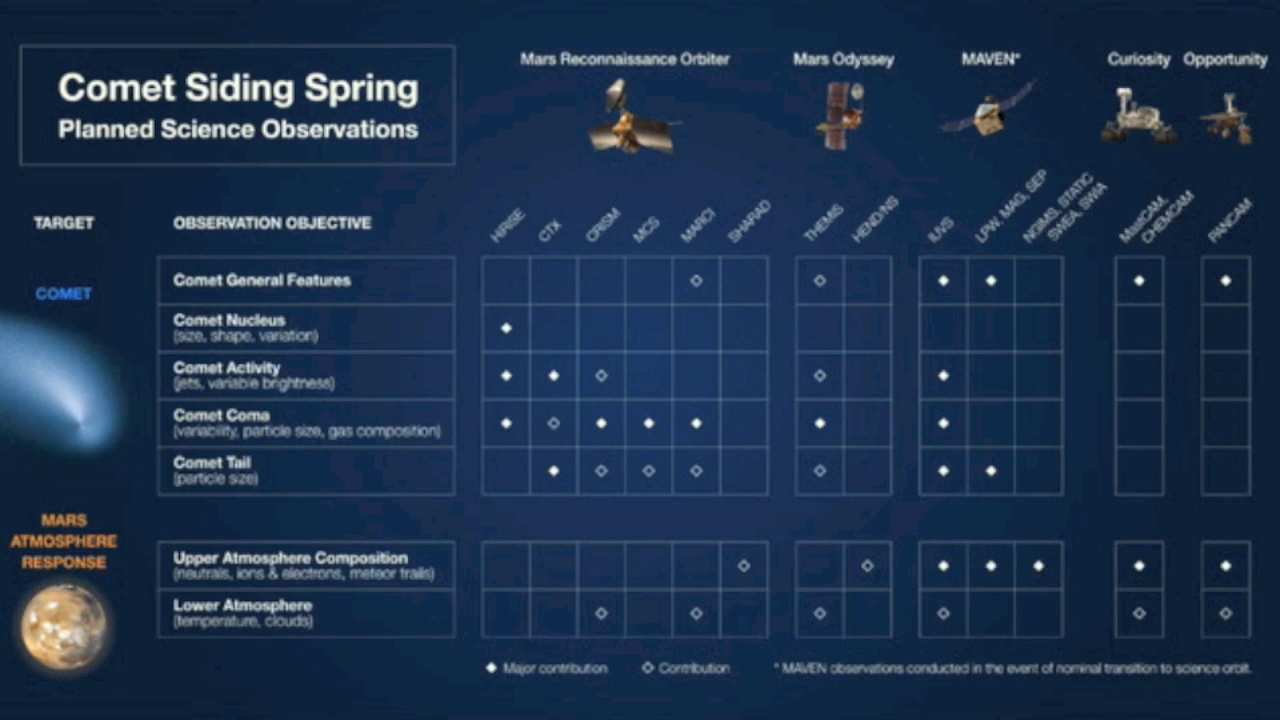 Comet Siding Spring
Planned Science Observations
Mars Reconnaissance Orbiter
Mars Odyssey
MAVEN*
Curiosity
Opportunity
TARGET
OBSERVATION OBJECTIVE
HiRISE
CTX
CRISM
MCS
MARCI
SHARAD
THEMIS
HEND/NS
IUVS
LPW, MAG, SEP
NGIMS, STATIC
SWEA, SWIA
MastCAM,
CHEMCAM
PANCAM
COMET
Comet General Features
Comet Nucleus
(size, shape, variation)
Comet Activity
(jets, variable brightness)
Comet Coma
(variability, particle size, gas composition)
Comet Tail
(particle size)
MARS
ATMOSPHERE
RESPONSE
Upper Atmosphere Composition
(neutrals, ions & electrons, meteor trails)
Lower Atmosphere
(temperature, clouds)
Major contribution
Contribution
* MAVEN observations conducted in the event of nominal transition to science orbit.